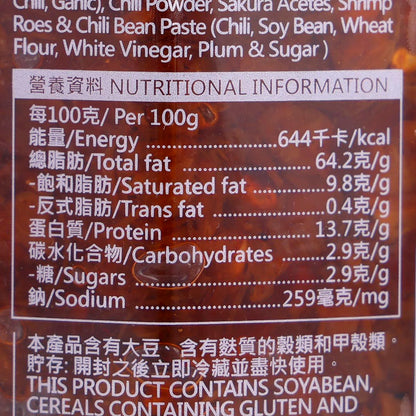 Chili, Garlic), Chili Powder, Sakura Acetes, Shrimp
Roes & Chili Bean Paste (Chili, Soy Bean, Wheat
Flour, White Vinegar, Plum & Sugar )
營養資料 NUTRITIONAL INFORMATION
每100克/ Per 100g
能量/Energy ........................ 644千卡/kcal
總脂肪/Total fat ........................ 64.2克/g
-飽和脂肪/Saturated fat ............ 9.8克/g
-反式脂肪/Trans fat ................... 0.4克/g
蛋白質/Protein ........................ 13.7克/g
碳水化合物/Carbohydrates ...... 2.9克/g
-糖/Sugars .............................. 2.9克/g
鈉/Sodium ........................ 259毫克/mg
本產品含有大豆、含有麩質的穀類和甲殼類。
貯存: 開封之後立即冷藏並盡快使用。
THIS PRODUCT CONTAINS SOYABEAN,
CEREALS CONTAINING GLUTEN AND